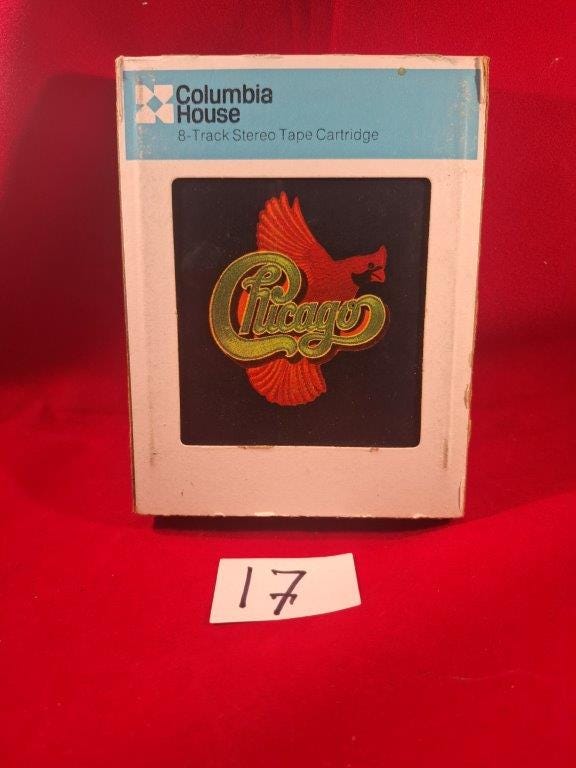 Columbia
House
8-Track Stereo Tape Cartridge
Chicago
17